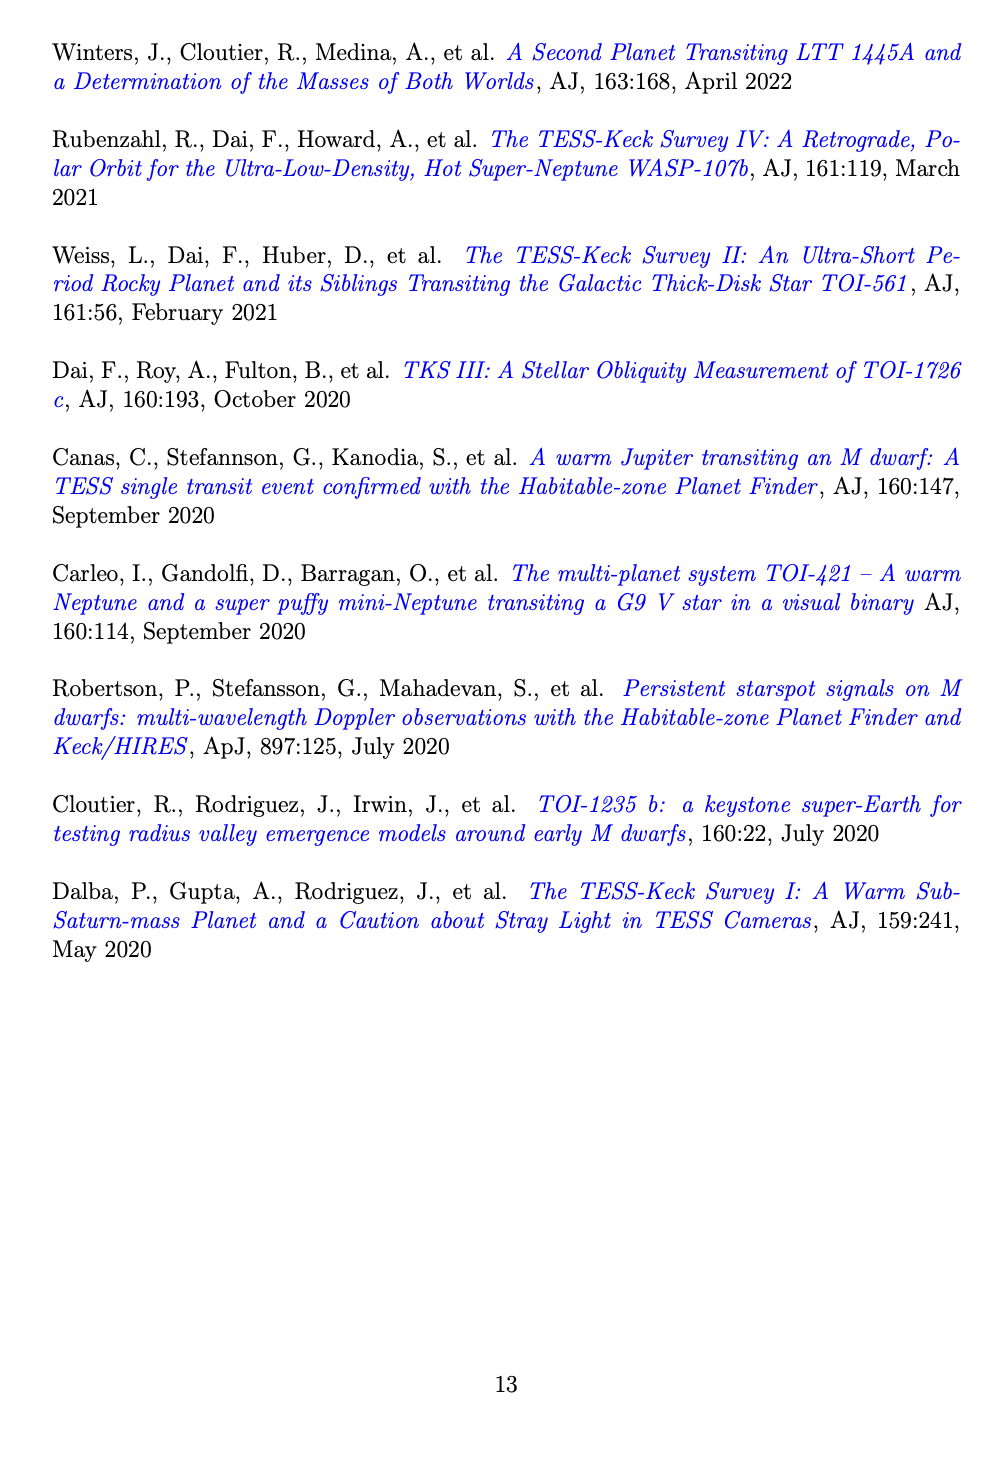 Winters, J., Cloutier, R., Medina, A., et al. A Second Planet Transiting LTT 1445A and
a Determination of the Masses of Both Worlds, AJ, 163:168, April 2022
Rubenzahl, R., Dai, F., Howard, A., et al. The TESS-Keck Survey IV: A Retrograde, Po-
lar Orbit for the Ultra-Low-Density, Hot Super-Neptune WASP-107b, AJ, 161:119, March
2021
Weiss, L., Dai, F., Huber, D., et al. The TESS-Keck Survey II: An Ultra-Short Pe-
riod Rocky Planet and its Siblings Transiting the Galactic Thick-Disk Star TOI-561, AJ,
161:56, February 2021
Dai, F., Roy, A., Fulton, B., et al. TKS III: A Stellar Obliquity Measurement of TOI-1726
c, AJ, 160:193, October 2020
Canas, C., Stefannson, G., Kanodia, S., et al. A warm Jupiter transiting an M dwarf: A
TESS single transit event confirmed with the Habitable-zone Planet Finder, AJ, 160:147,
September 2020
Carleo, I., Gandolfi, D., Barragan, O., et al. The multi-planet system TOI-421 – A warm
Neptune and a super puffy mini-Neptune transiting a G9 V star in a visual binary AJ,
160:114, September 2020
Robertson, P., Stefansson, G., Mahadevan, S., et al. Persistent starspot signals on M
dwarfs: multi-wavelength Doppler observations with the Habitable-zone Planet Finder and
Keck/HIRES, ApJ, 897:125, July 2020
Cloutier, R., Rodriguez, J., Irwin, J., et al. TOI-1235 b: a keystone super-Earth for
testing radius valley emergence models around early M dwarfs, 160:22, July 2020
Dalba, P., Gupta, A., Rodriguez, J., et al. The TESS-Keck Survey I: A Warm Sub-
Saturn-mass Planet and a Caution about Stray Light in TESS Cameras, AJ, 159:241,
May 2020
13